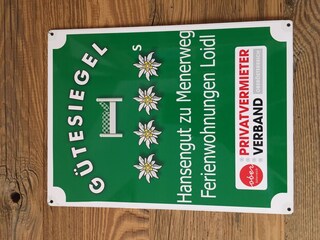 GÜTESIEGEL
S
Hansengut zu Menerweg
Ferienwohnungen Loidl
PRIVATVERMIETER
VERBAND